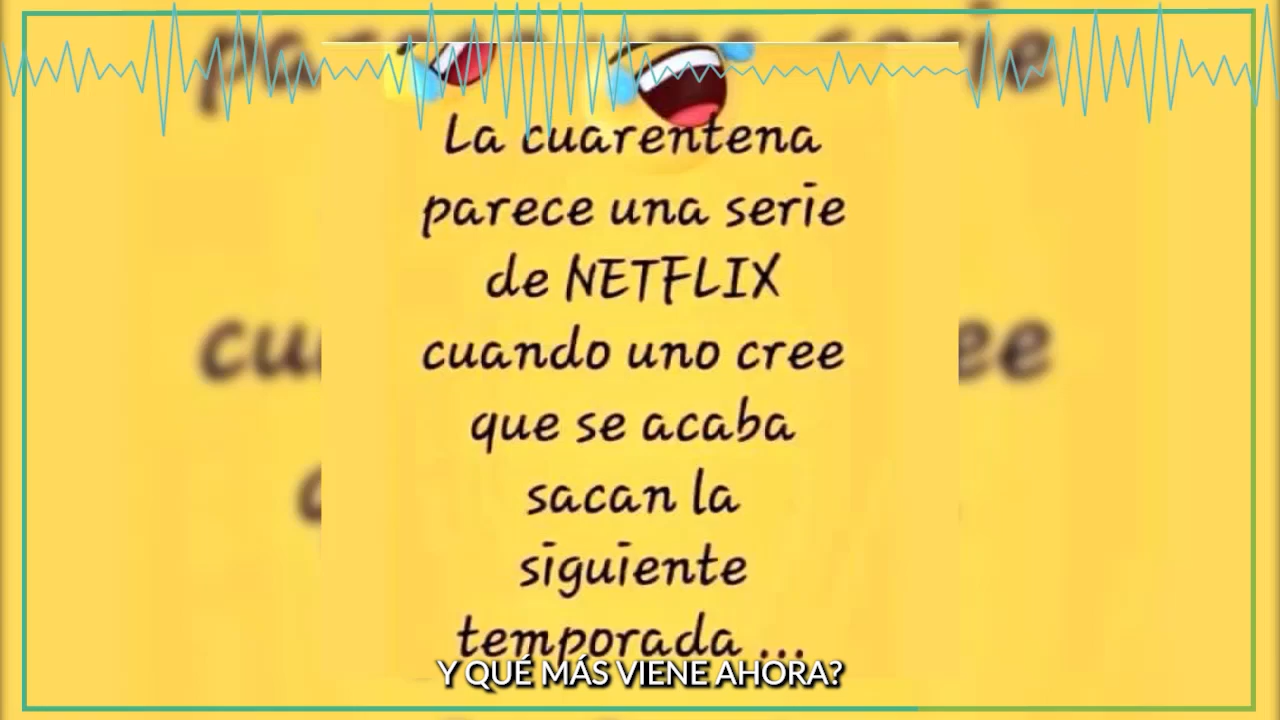 La cuarentena
parece una serie
de NETFLIX
cuando uno cree
que se acaba
sacan la
siguiente
temporada ...
Y QUÉ MÁS VIENE AHORA?